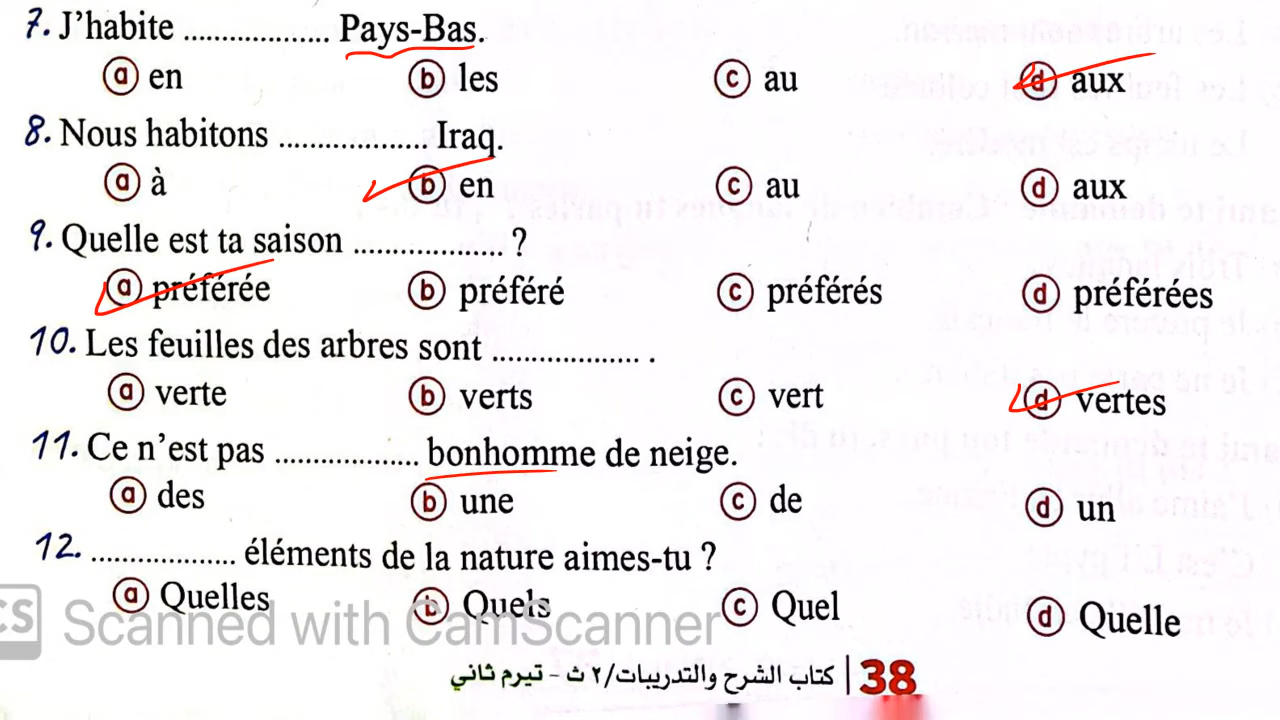 7. J'habite .................. Pays-Bas.
a en b les c au d aux
8. Nous habitons .................. Iraq.
a à b en c au d aux
9. Quelle est ta saison .................. ?
a préférée b préféré c préférés d préférées
10. Les feuilles des arbres sont .................. .
a verte b verts c vert d vertes
11. Ce n'est pas .................. bonhomme de neige.
a des b une c de d un
12. .................. éléments de la nature aimes-tu ?
a Quelles b Quels c Quel d Quelle
CS Scanned with CamScanner
38 | كتاب الشرح والتدريبات/٢ ث - تيرم ثاني